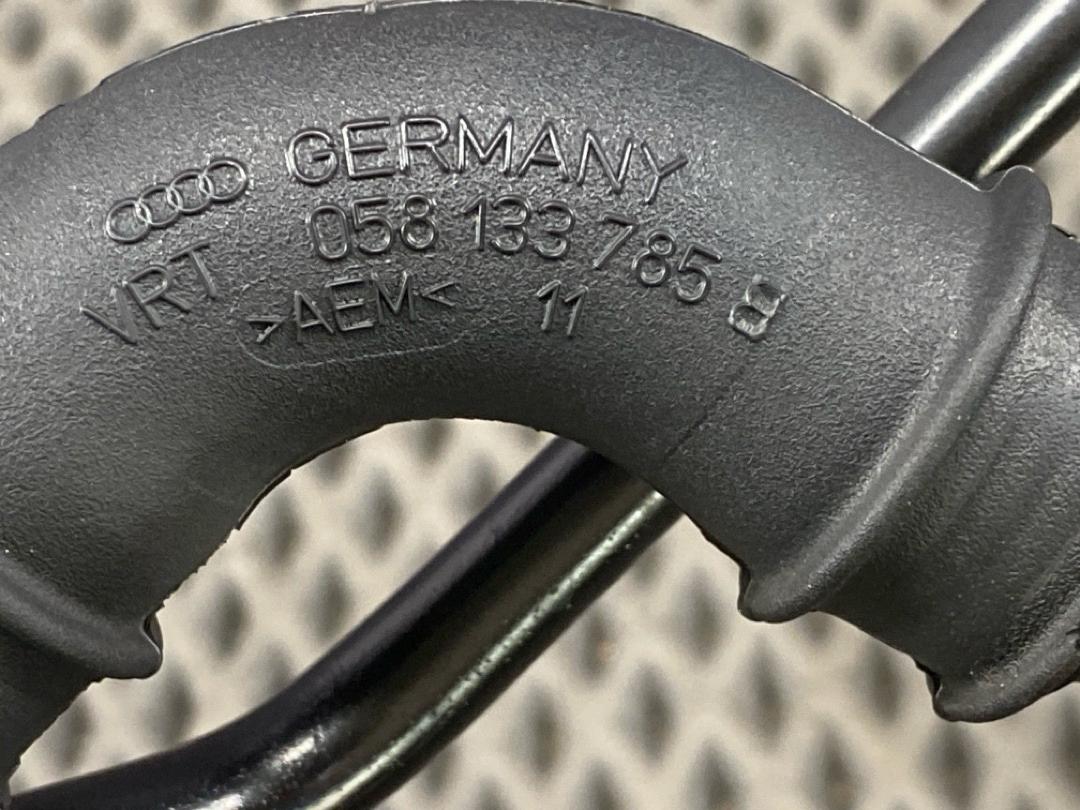 GERMANY
058 133 785 B
VRT
>AEM< 11